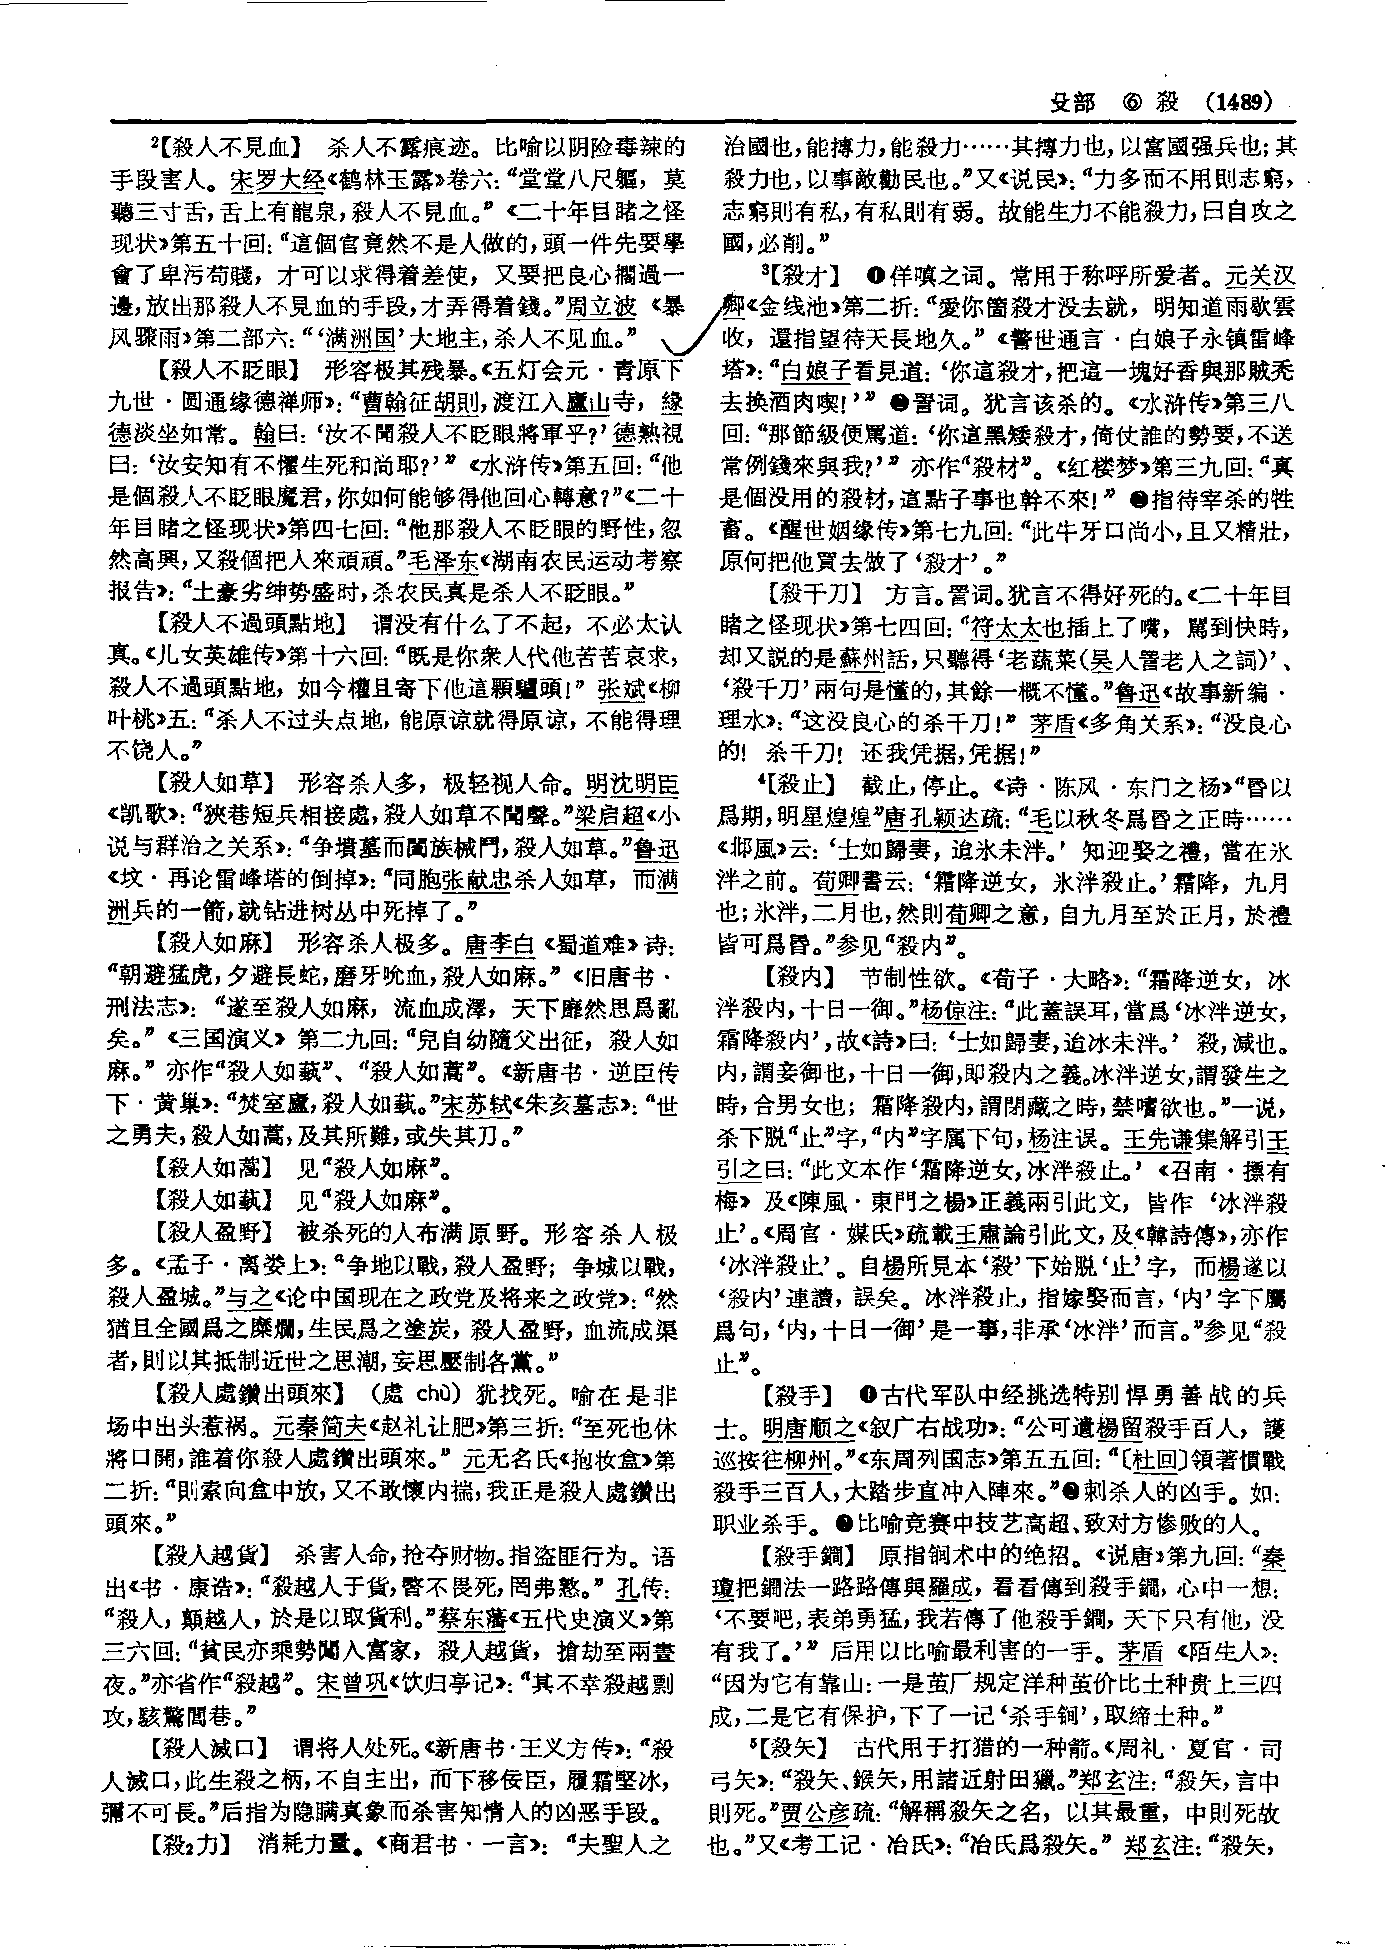 殳部 ⑥ 殺 (1489)
²【殺人不見血】 杀人不露痕迹。比喻以阴险毒辣的
手段害人。宋罗大经《鹤林玉露》卷六：“堂堂八尺軀，莫
聽三寸舌，舌上有龍泉，殺人不見血。”《二十年目睹之怪
现状》第五十回：“這個官竟然不是人做的，頭一件先要學
會了卑污苟賤，才可以求得着差使，又要把良心擱過一
邊，放出那殺人不見血的手段，才弄得着錢。”周立波《暴
风骤雨》第二部六：“‘满洲国’大地主，杀人不见血。”
【殺人不眨眼】 形容极其残暴。《五灯会元·青原下
九世·圆通缘德禅师》：“曹翰征胡則，渡江入廬山寺，緣
德淡坐如常。翰曰：‘汝不聞殺人不眨眼將軍乎？’德熟視
曰：‘汝安知有不懼生死和尚耶？’”《水浒传》第五回：“他
是個殺人不眨眼魔君，你如何能够得他回心轉意？”《二十
年目睹之怪现状》第四七回：“他那殺人不眨眼的野性，忽
然高興，又殺個把人來頑頑。”毛泽东《湖南农民运动考察
报告》：“土豪劣绅势盛时，杀农民真是杀人不眨眼。”
【殺人不過頭點地】 谓没有什么了不起，不必太认
真。《儿女英雄传》第十六回：“既是你衆人代他苦苦哀求，
殺人不過頭點地，如今權且寄下他這顆驢頭！”张斌《柳
叶桃》五：“杀人不过头点地，能原谅就得原谅，不能得理
不饶人。”
【殺人如草】 形容杀人多，极轻视人命。明沈明臣
《凯歌》：“狹巷短兵相接處，殺人如草不聞聲。”梁启超《小
说与群治之关系》：“争墳墓而闔族械鬥，殺人如草。”鲁迅
《坟·再论雷峰塔的倒掉》：“同胞张献忠杀人如草，而满
洲兵的一箭，就钻进树丛中死掉了。”
【殺人如麻】 形容杀人极多。唐李白《蜀道难》诗：
“朝避猛虎，夕避長蛇，磨牙吮血，殺人如麻。”《旧唐书·
刑法志》：“遂至殺人如麻，流血成澤，天下靡然思爲亂
矣。”《三国演义》第二九回：“兒自幼隨父出征，殺人如
麻。”亦作“殺人如蓺”、“殺人如蒿”。《新唐书·逆臣传
下·黄巢》：“焚室廬，殺人如蓺。”宋苏轼《朱亥墓志》：“世
之勇夫，殺人如蒿，及其所難，或失其刀。”
【殺人如蒿】 见“殺人如麻”。
【殺人如蓺】 见“殺人如麻”。
【殺人盈野】 被杀死的人布满原野。形容杀人极
多。《孟子·离娄上》：“争地以戰，殺人盈野；争城以戰，
殺人盈城。”与之《论中国现在之政党及将来之政党》：“然
猶且全國爲之糜爛，生民爲之塗炭，殺人盈野，血流成渠
者，則以其抵制近世之思潮，妄思壓制各黨。”
【殺人處鑽出頭來】 （處 chù）犹找死。喻在是非
场中出头惹祸。元秦简夫《赵礼让肥》第三折：“至死也休
將口開，誰着你殺人處鑽出頭來。”元无名氏《抱妆盒》第
二折：“則索向盒中放，又不敢懷内揣，我正是殺人處鑽出
頭來。”
【殺人越貨】 杀害人命，抢夺财物。指盗匪行为。语
出《书·康诰》：“殺越人于貨，暋不畏死，罔弗憝。”孔传：
“殺人，顛越人，於是以取貨利。”蔡东藩《五代史演义》第
三六回：“貧民亦乘勢闖入富家，殺人越貨，搶劫至兩晝
夜。”亦省作“殺越”。宋曾巩《饮归亭记》：“其不幸殺越剽
攻，駭驚閭巷。”
【殺人滅口】 谓将人处死。《新唐书·王义方传》：“殺
人滅口，此生殺之柄，不自主出，而下移佞臣，履霜堅冰，
彌不可長。”后指为隐瞒真象而杀害知情人的凶恶手段。
【殺₂力】 消耗力量。《商君书·一言》：“夫聖人之
治國也，能摶力，能殺力……其摶力也，以富國强兵也；其
殺力也，以事敵勸民也。”又《说民》：“力多而不用則志窮，
志窮則有私，有私則有弱。故能生力不能殺力，曰自攻之
國，必削。”
³【殺才】 ❶佯嗔之词。常用于称呼所爱者。元关汉
卿《金线池》第二折：“愛你箇殺才没去就，明知道雨歇雲
收，還指望待天長地久。”《警世通言·白娘子永镇雷峰
塔》：“白娘子看見道：‘你這殺才，把這一塊好香與那賊秃
去换酒肉喫！’”❷詈词。犹言该杀的。《水浒传》第三八
回：“那節級便駡道：‘你這黑矮殺才，倚仗誰的勢要，不送
常例錢來與我？’”亦作“殺材”。《红楼梦》第三九回：“真
是個没用的殺材，這點子事也幹不來！”❸指待宰杀的牲
畜。《醒世姻缘传》第七九回：“此牛牙口尚小，且又精壯，
原何把他買去做了‘殺才’。”
【殺千刀】 方言。詈词。犹言不得好死的。《二十年目
睹之怪现状》第七四回：“符太太也插上了嘴，駡到快時，
却又説的是蘇州話，只聽得‘老蔬菜（吴人詈老人之詞）’、
‘殺千刀’兩句是懂的，其餘一概不懂。”鲁迅《故事新编·
理水》：“这没良心的杀千刀！”茅盾《多角关系》：“没良心
的！杀千刀！还我凭据，凭据！”
⁴【殺止】 截止，停止。《诗·陈风·东门之杨》“昏以
爲期，明星煌煌”唐孔颖达疏：“毛以秋冬爲昏之正時……
《邶風》云：‘士如歸妻，迨氷未泮。’知迎娶之禮，當在氷
泮之前。荀卿書云：‘霜降逆女，氷泮殺止。’霜降，九月
也；氷泮，二月也，然則荀卿之意，自九月至於正月，於禮
皆可爲昏。”参见“殺内”。
【殺内】 节制性欲。《荀子·大略》：“霜降逆女，冰
泮殺内，十日一御。”杨倞注：“此蓋誤耳，當爲‘冰泮逆女，
霜降殺内’，故《詩》曰：‘士如歸妻，迨冰未泮。’殺，減也。
内，謂妾御也，十日一御，即殺内之義。冰泮逆女，謂發生之
時，合男女也；霜降殺内，謂閉藏之時，禁嗜欲也。”一说，
杀下脱“止”字，“内”字属下句，杨注误。王先谦集解引王
引之曰：“此文本作‘霜降逆女，冰泮殺止。’《召南·摽有
梅》及《陳風·東門之楊》正義兩引此文，皆作‘冰泮殺
止’。《周官·媒氏》疏載王肅論引此文，及《韓詩傳》，亦作
‘冰泮殺止’。自楊所見本‘殺’下始脱‘止’字，而楊遂以
‘殺内’連讀，誤矣。冰泮殺止，指嫁娶而言，‘内’字下屬
爲句，‘内，十日一御’是一事，非承‘冰泮’而言。”参见“殺
止”。
【殺手】 ❶古代军队中经挑选特别悍勇善战的兵
士。明唐顺之《叙广右战功》：“公可遣楊留殺手百人，護
巡按往柳州。”《东周列国志》第五五回：“〔杜回〕領著慣戰
殺手三百人，大踏步直冲入陣來。”❷刺杀人的凶手。如：
职业杀手。❸比喻竞赛中技艺高超、致对方惨败的人。
【殺手鐧】 原指锏术中的绝招。《说唐》第九回：“秦
瓊把鐧法一路路傳與羅成，看看傳到殺手鐧，心中一想：
‘不要吧，表弟勇猛，我若傳了他殺手鐧，天下只有他，没
有我了。’”后用以比喻最利害的一手。茅盾《陌生人》：
“因为它有靠山：一是茧厂规定洋种茧价比土种贵上三四
成，二是它有保护，下了一记‘杀手锏’，取缔土种。”
⁵【殺矢】 古代用于打猎的一种箭。《周礼·夏官·司
弓矢》：“殺矢、鍭矢，用諸近射田獵。”郑玄注：“殺矢，言中
則死。”贾公彦疏：“解稱殺矢之名，以其最重，中則死故
也。”又《考工记·冶氏》：“冶氏爲殺矢。”郑玄注：“殺矢，